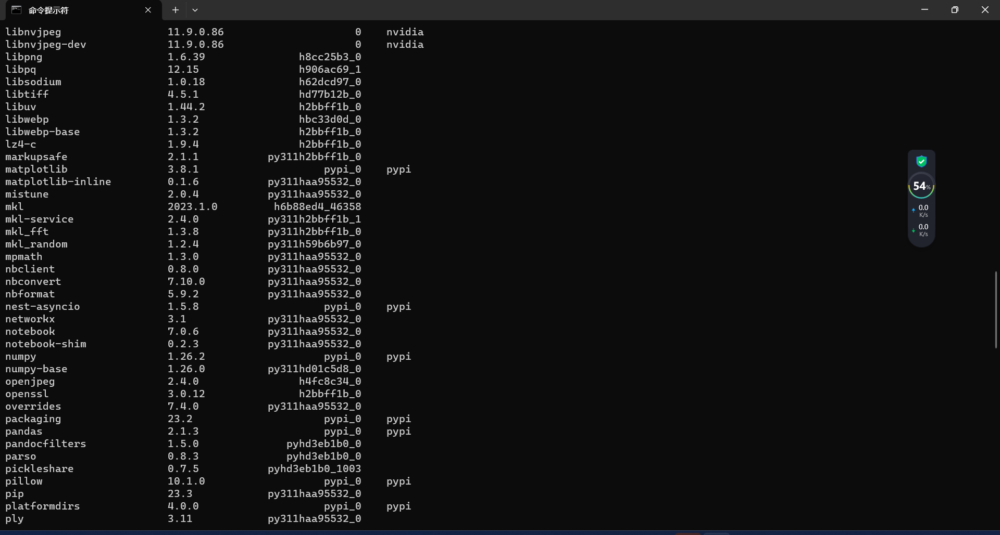 命令提示符
libnvjpeg 11.9.0.86 0 nvidia
libnvjpeg-dev 11.9.0.86 0 nvidia
libpng 1.6.39 h8cc25b3_0
libpq 12.15 h906ac69_1
libsodium 1.0.18 h62dcd97_0
libtiff 4.5.1 hd77b12b_0
libuv 1.44.2 h2bbff1b_0
libwebp 1.3.2 hbc33d0d_0
libwebp-base 1.3.2 h2bbff1b_0
lz4-c 1.9.4 h2bbff1b_0
markupsafe 2.1.1 py311h2bbff1b_0
matplotlib 3.8.1 pypi_0 pypi
matplotlib-inline 0.1.6 py311haa95532_0
mistune 2.0.4 py311haa95532_0
mkl 2023.1.0 h6b88ed4_46358
mkl-service 2.4.0 py311h2bbff1b_1
mkl_fft 1.3.8 py311h2bbff1b_0
mkl_random 1.2.4 py311h59b6b97_0
mpmath 1.3.0 py311haa95532_0
nbclient 0.8.0 py311haa95532_0
nbconvert 7.10.0 py311haa95532_0
nbformat 5.9.2 py311haa95532_0
nest-asyncio 1.5.8 pypi_0 pypi
networkx 3.1 py311haa95532_0
notebook 7.0.6 py311haa95532_0
notebook-shim 0.2.3 py311haa95532_0
numpy 1.26.2 pypi_0 pypi
numpy-base 1.26.0 py311hd01c5d8_0
openjpeg 2.4.0 h4fc8c34_0
openssl 3.0.12 h2bbff1b_0
overrides 7.4.0 py311haa95532_0
packaging 23.2 pypi_0 pypi
pandas 2.1.3 pypi_0 pypi
pandocfilters 1.5.0 pyhd3eb1b0_0
parso 0.8.3 pyhd3eb1b0_0
pickleshare 0.7.5 pyhd3eb1b0_1003
pillow 10.1.0 pypi_0 pypi
pip 23.3 py311haa95532_0
platformdirs 4.0.0 pypi_0 pypi
ply 3.11 py311haa95532_0
54%
0.0
K/s
0.0
K/s